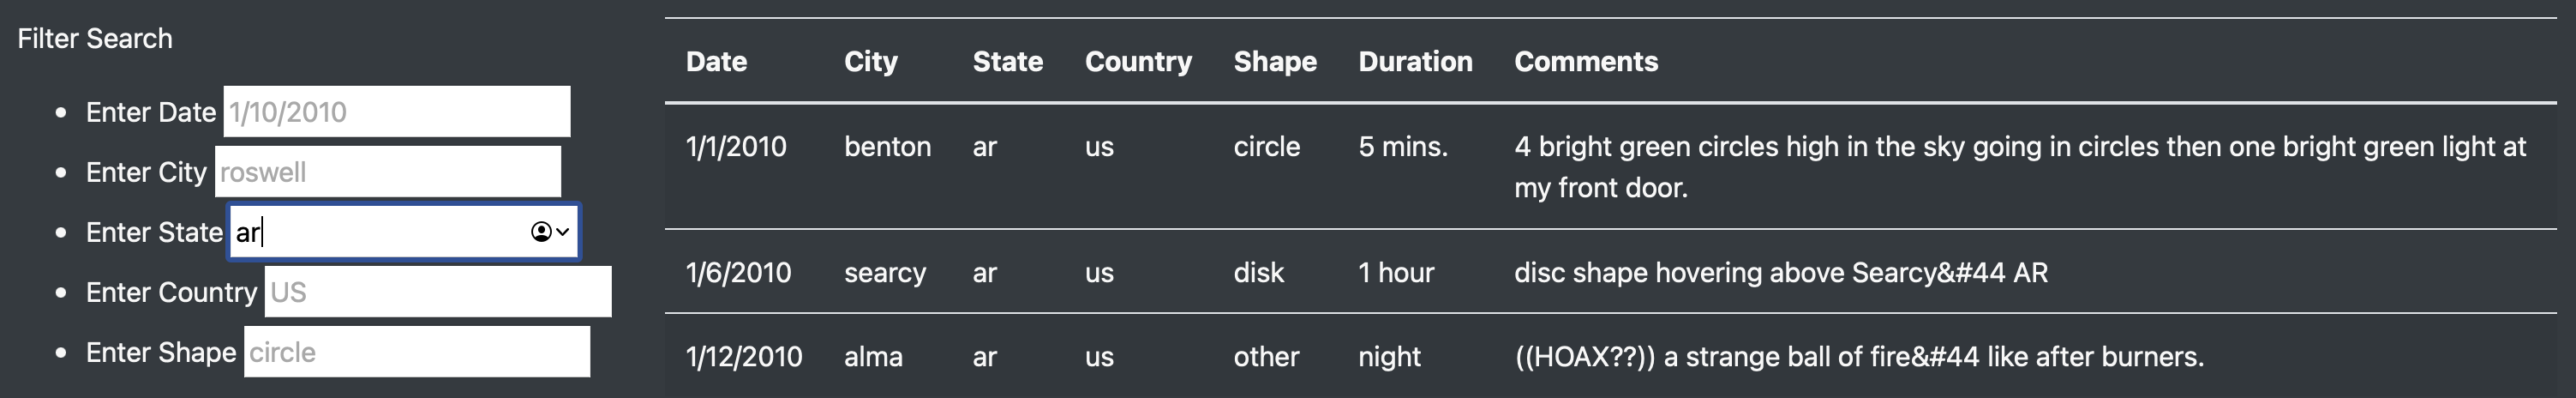 Filter Search
Enter Date 1/10/2010
Enter City roswell
Enter State ar
Enter Country US
Enter Shape circle
Date City State Country Shape Duration Comments
1/1/2010 benton ar us circle 5 mins. 4 bright green circles high in the sky going in circles then one bright green light at
my front door.
1/6/2010 searcy ar us disk 1 hour disc shape hovering above Searcy&#44 AR
1/12/2010 alma ar us other night ((HOAX??)) a strange ball of fire&#44 like after burners.